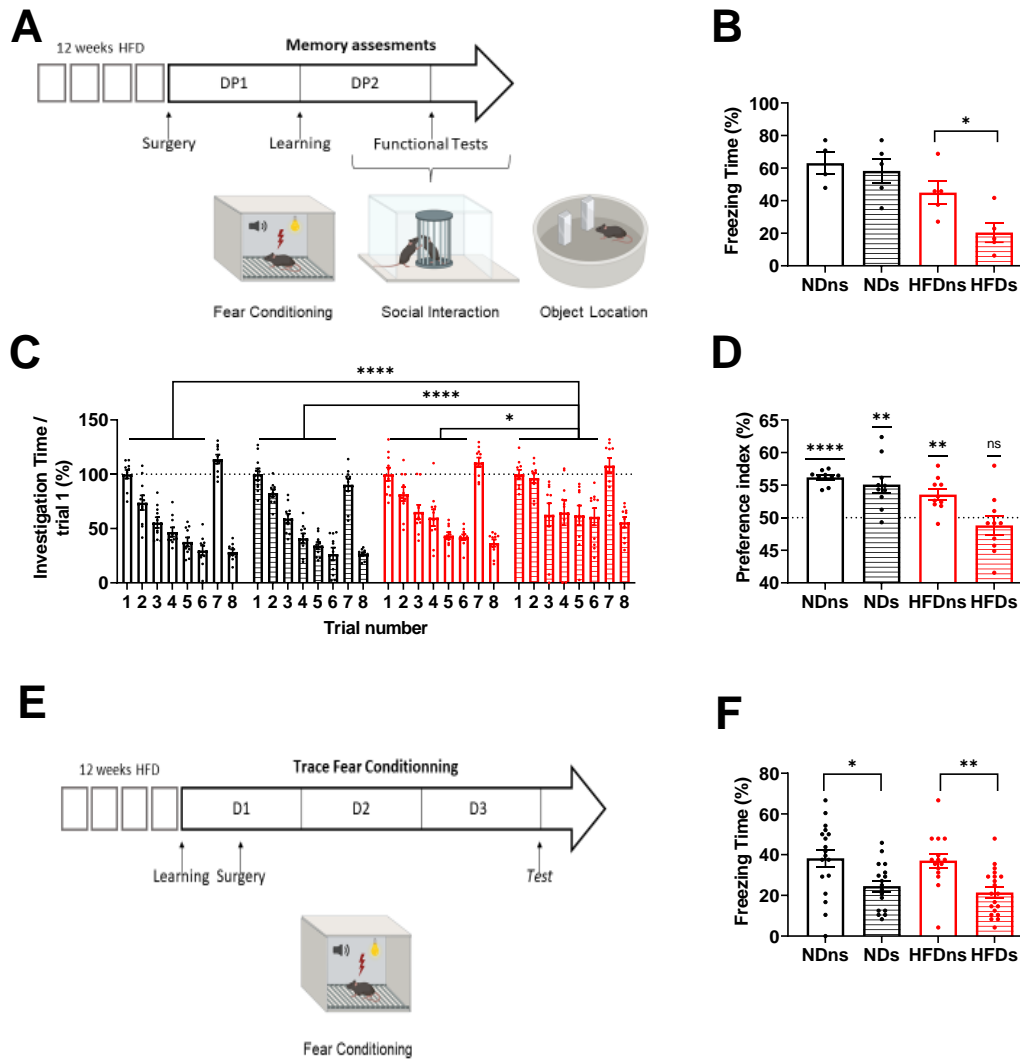 A
12 weeks HFD
Memory assesments
DP1
DP2
Surgery
Learning
Functional Tests
Fear Conditioning
Social Interaction
Object Location
B
Freezing Time (%)
100
80
60
40
20
0
*
NDns
NDs
HFDns
HFDs
C
Investigation Time /
trial 1 (%)
150
100
50
0
****
****
*
1 2 3 4 5 6 7 8
1 2 3 4 5 6 7 8
1 2 3 4 5 6 7 8
1 2 3 4 5 6 7 8
Trial number
D
Preference index (%)
65
60
55
50
45
40
****
**
**
ns
NDns
NDs
HFDns
HFDs
E
12 weeks HFD
Trace Fear Conditionning
D1
D2
D3
Learning
Surgery
Test
Fear Conditioning
F
Freezing Time (%)
80
60
40
20
0
*
**
NDns
NDs
HFDns
HFDs